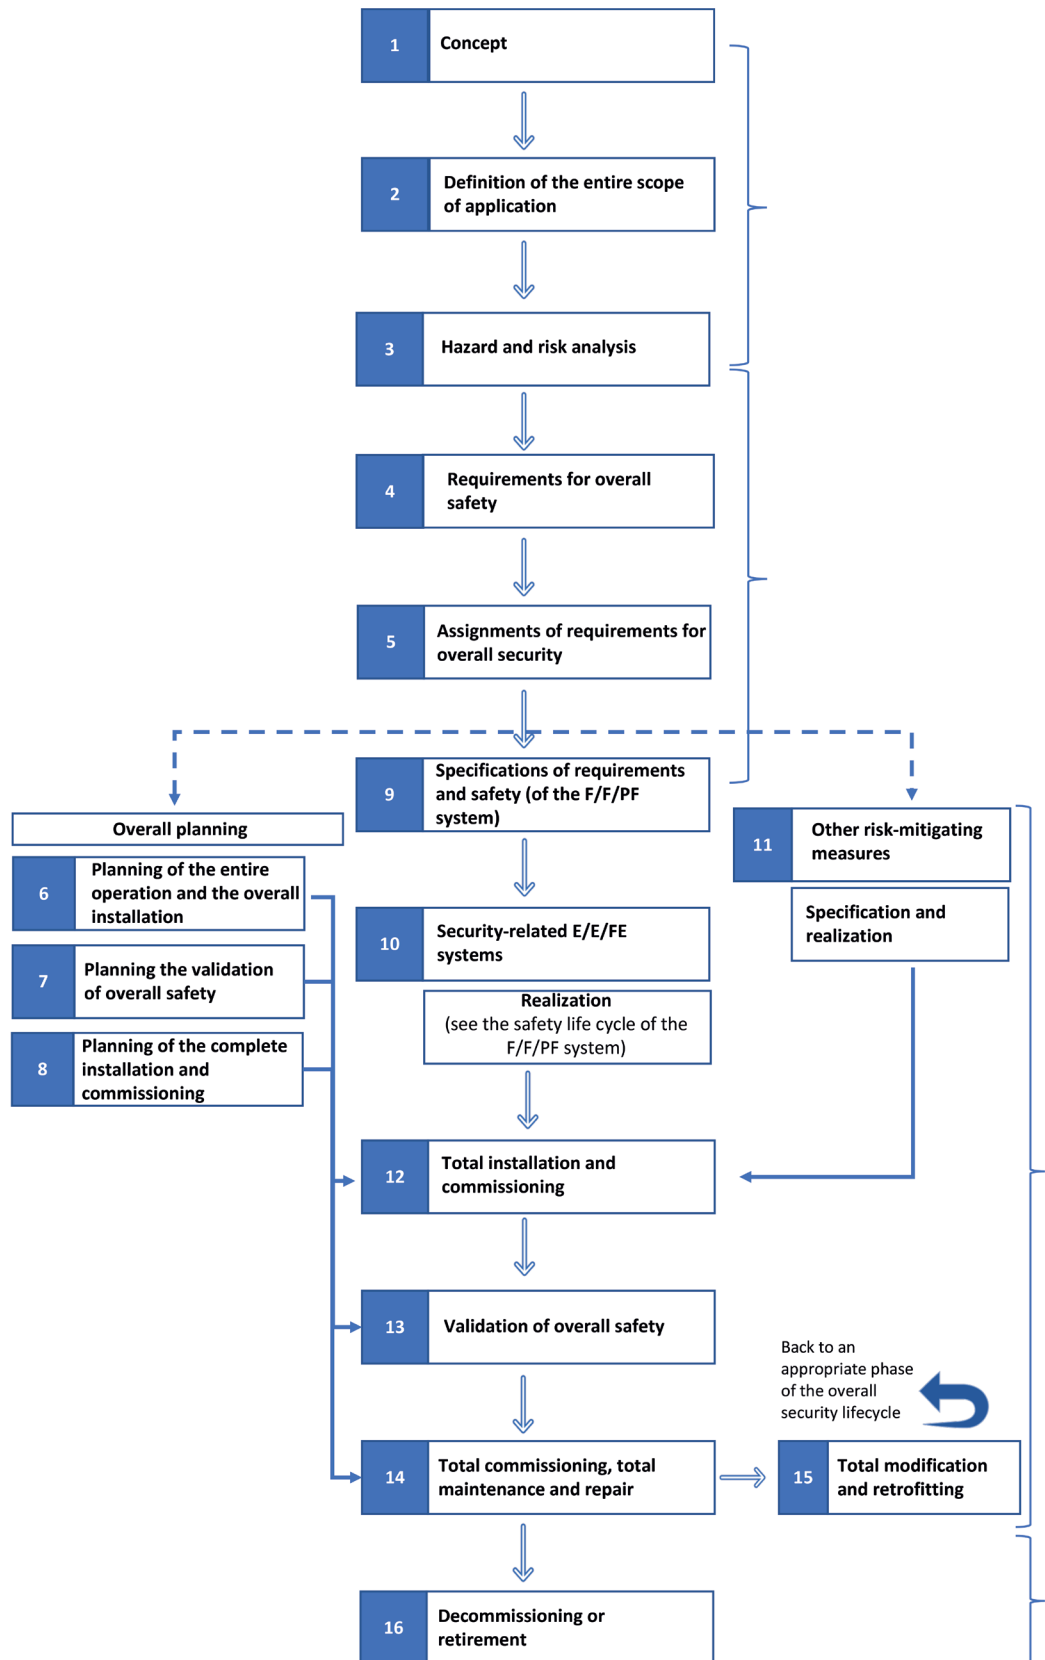 1
Concept
2
Definition of the entire scope
of application
3
Hazard and risk analysis
4
Requirements for overall
safety
5
Assignments of requirements for
overall security
9
Specifications of requirements
and safety (of the F/F/PF
system)
Overall planning
6
Planning of the entire
operation and the overall
installation
7
Planning the validation
of overall safety
8
Planning of the complete
installation and
commissioning
10
Security-related E/E/FE
systems
Realization
(see the safety life cycle of the
F/F/PF system)
11
Other risk-mitigating
measures
Specification and
realization
12
Total installation and
commissioning
13
Validation of overall safety
Back to an
appropriate phase
of the overall
security lifecycle
14
Total commissioning, total
maintenance and repair
15
Total modification
and retrofitting
16
Decommissioning or
retirement